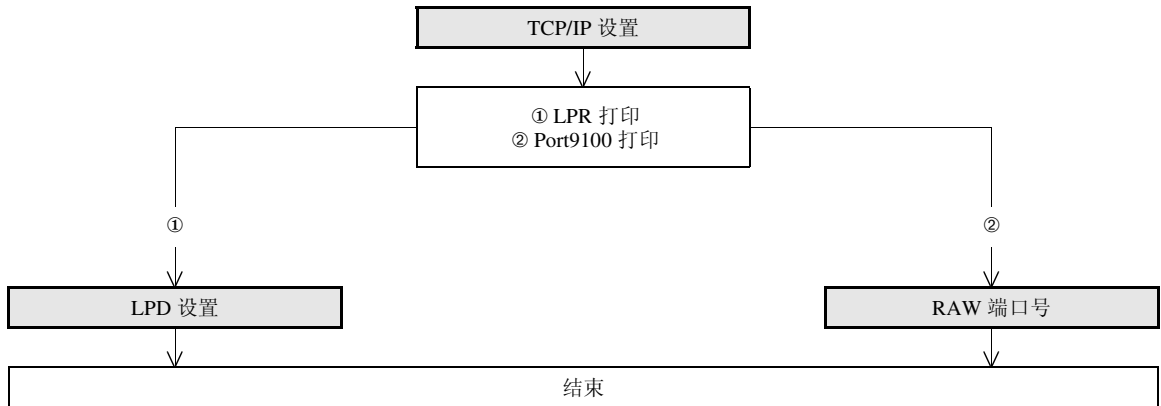 TCP/IP 设置
① LPR 打印
② Port9100 打印
①
②
LPD 设置
RAW 端口号
结束